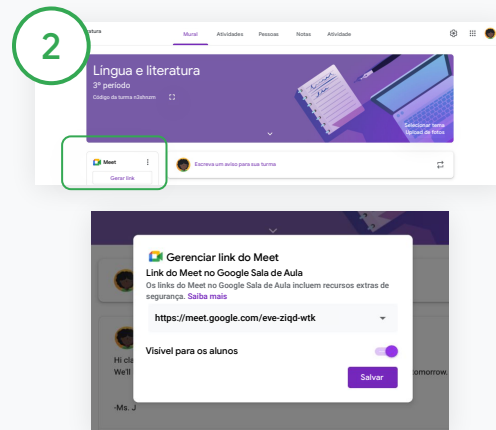 2
atura
Mural Atividades Pessoas Notas Atividade
Língua e literatura
3º período
Código da turma n3shnzm
Selecionar tema
Upload de fotos
Meet
Gerar link
Escreva um aviso para sua turma
Gerenciar link do Meet
Link do Meet no Google Sala de Aula
Os links do Meet no Google Sala de Aula incluem recursos extras de
segurança. Saiba mais
https://meet.google.com/eve-ziqd-wtk
Visível para os alunos
Salvar
Hi cla
We'll
omorrow.
-Ms. J